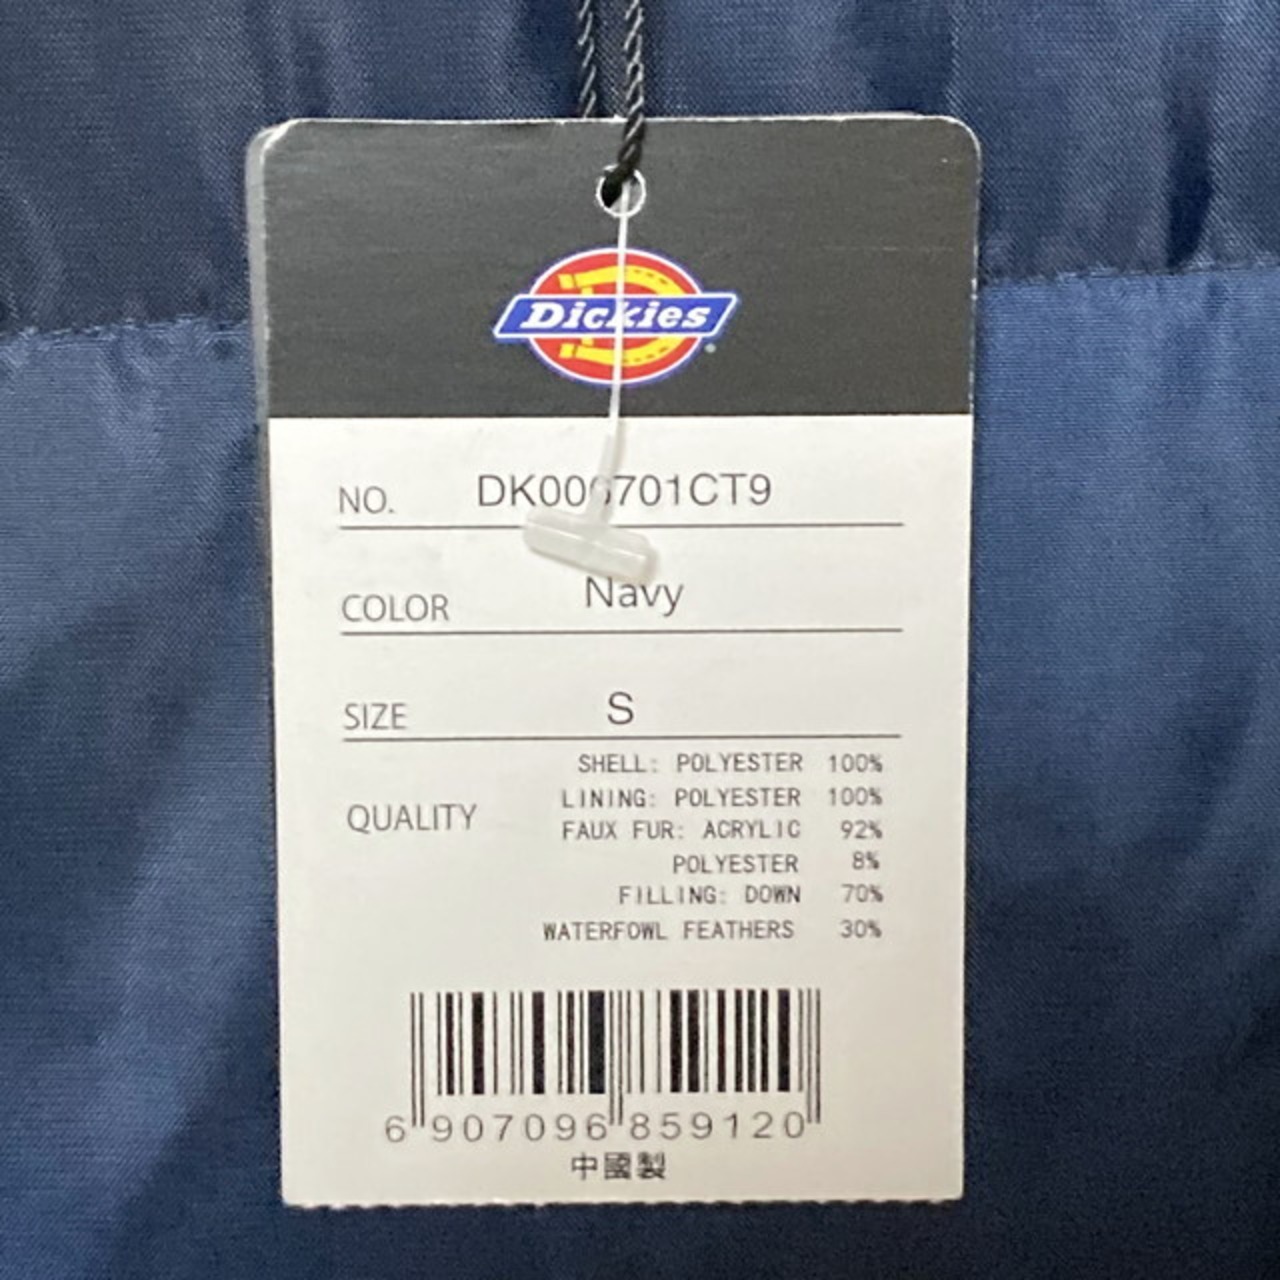 Dickies
NO. DK006701CT9
COLOR Navy
SIZE S
SHELL: POLYESTER 100%
LINING: POLYESTER 100%
QUALITY
FAUX FUR: ACRYLIC 92%
POLYESTER 8%
FILLING: DOWN 70%
WATERFOWL FEATHERS 30%
6 907096 859120
中國製